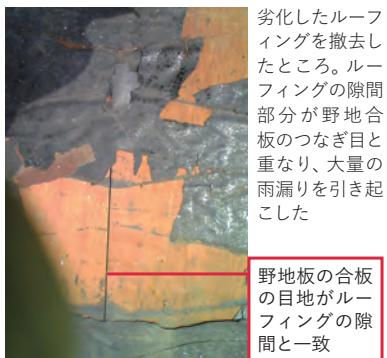 劣化したルーフ
ィングを撤去し
たところ。ルー
フィングの隙間
部分が野地合
板のつなぎ目と
重なり、大量の
雨漏りを引き起
こした
野地板の合板
の目地がルー
フィングの隙
間と一致